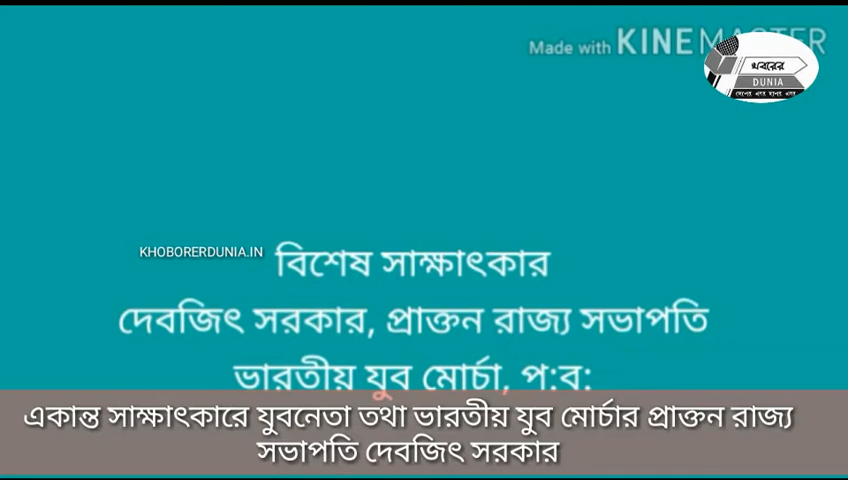 Made with KINEMASTER
খবরের
DUNIA
KHOBORERDUNIA.IN
বিশেষ সাক্ষাৎকার
দেবজিৎ সরকার, প্রাক্তন রাজ্য সভাপতি
ভারতীয় যুব মোর্চা, প:ব:
একান্ত সাক্ষাৎকারে যুবনেতা তথা ভারতীয় যুব মোর্চার প্রাক্তন রাজ্য
সভাপতি দেবজিৎ সরকার